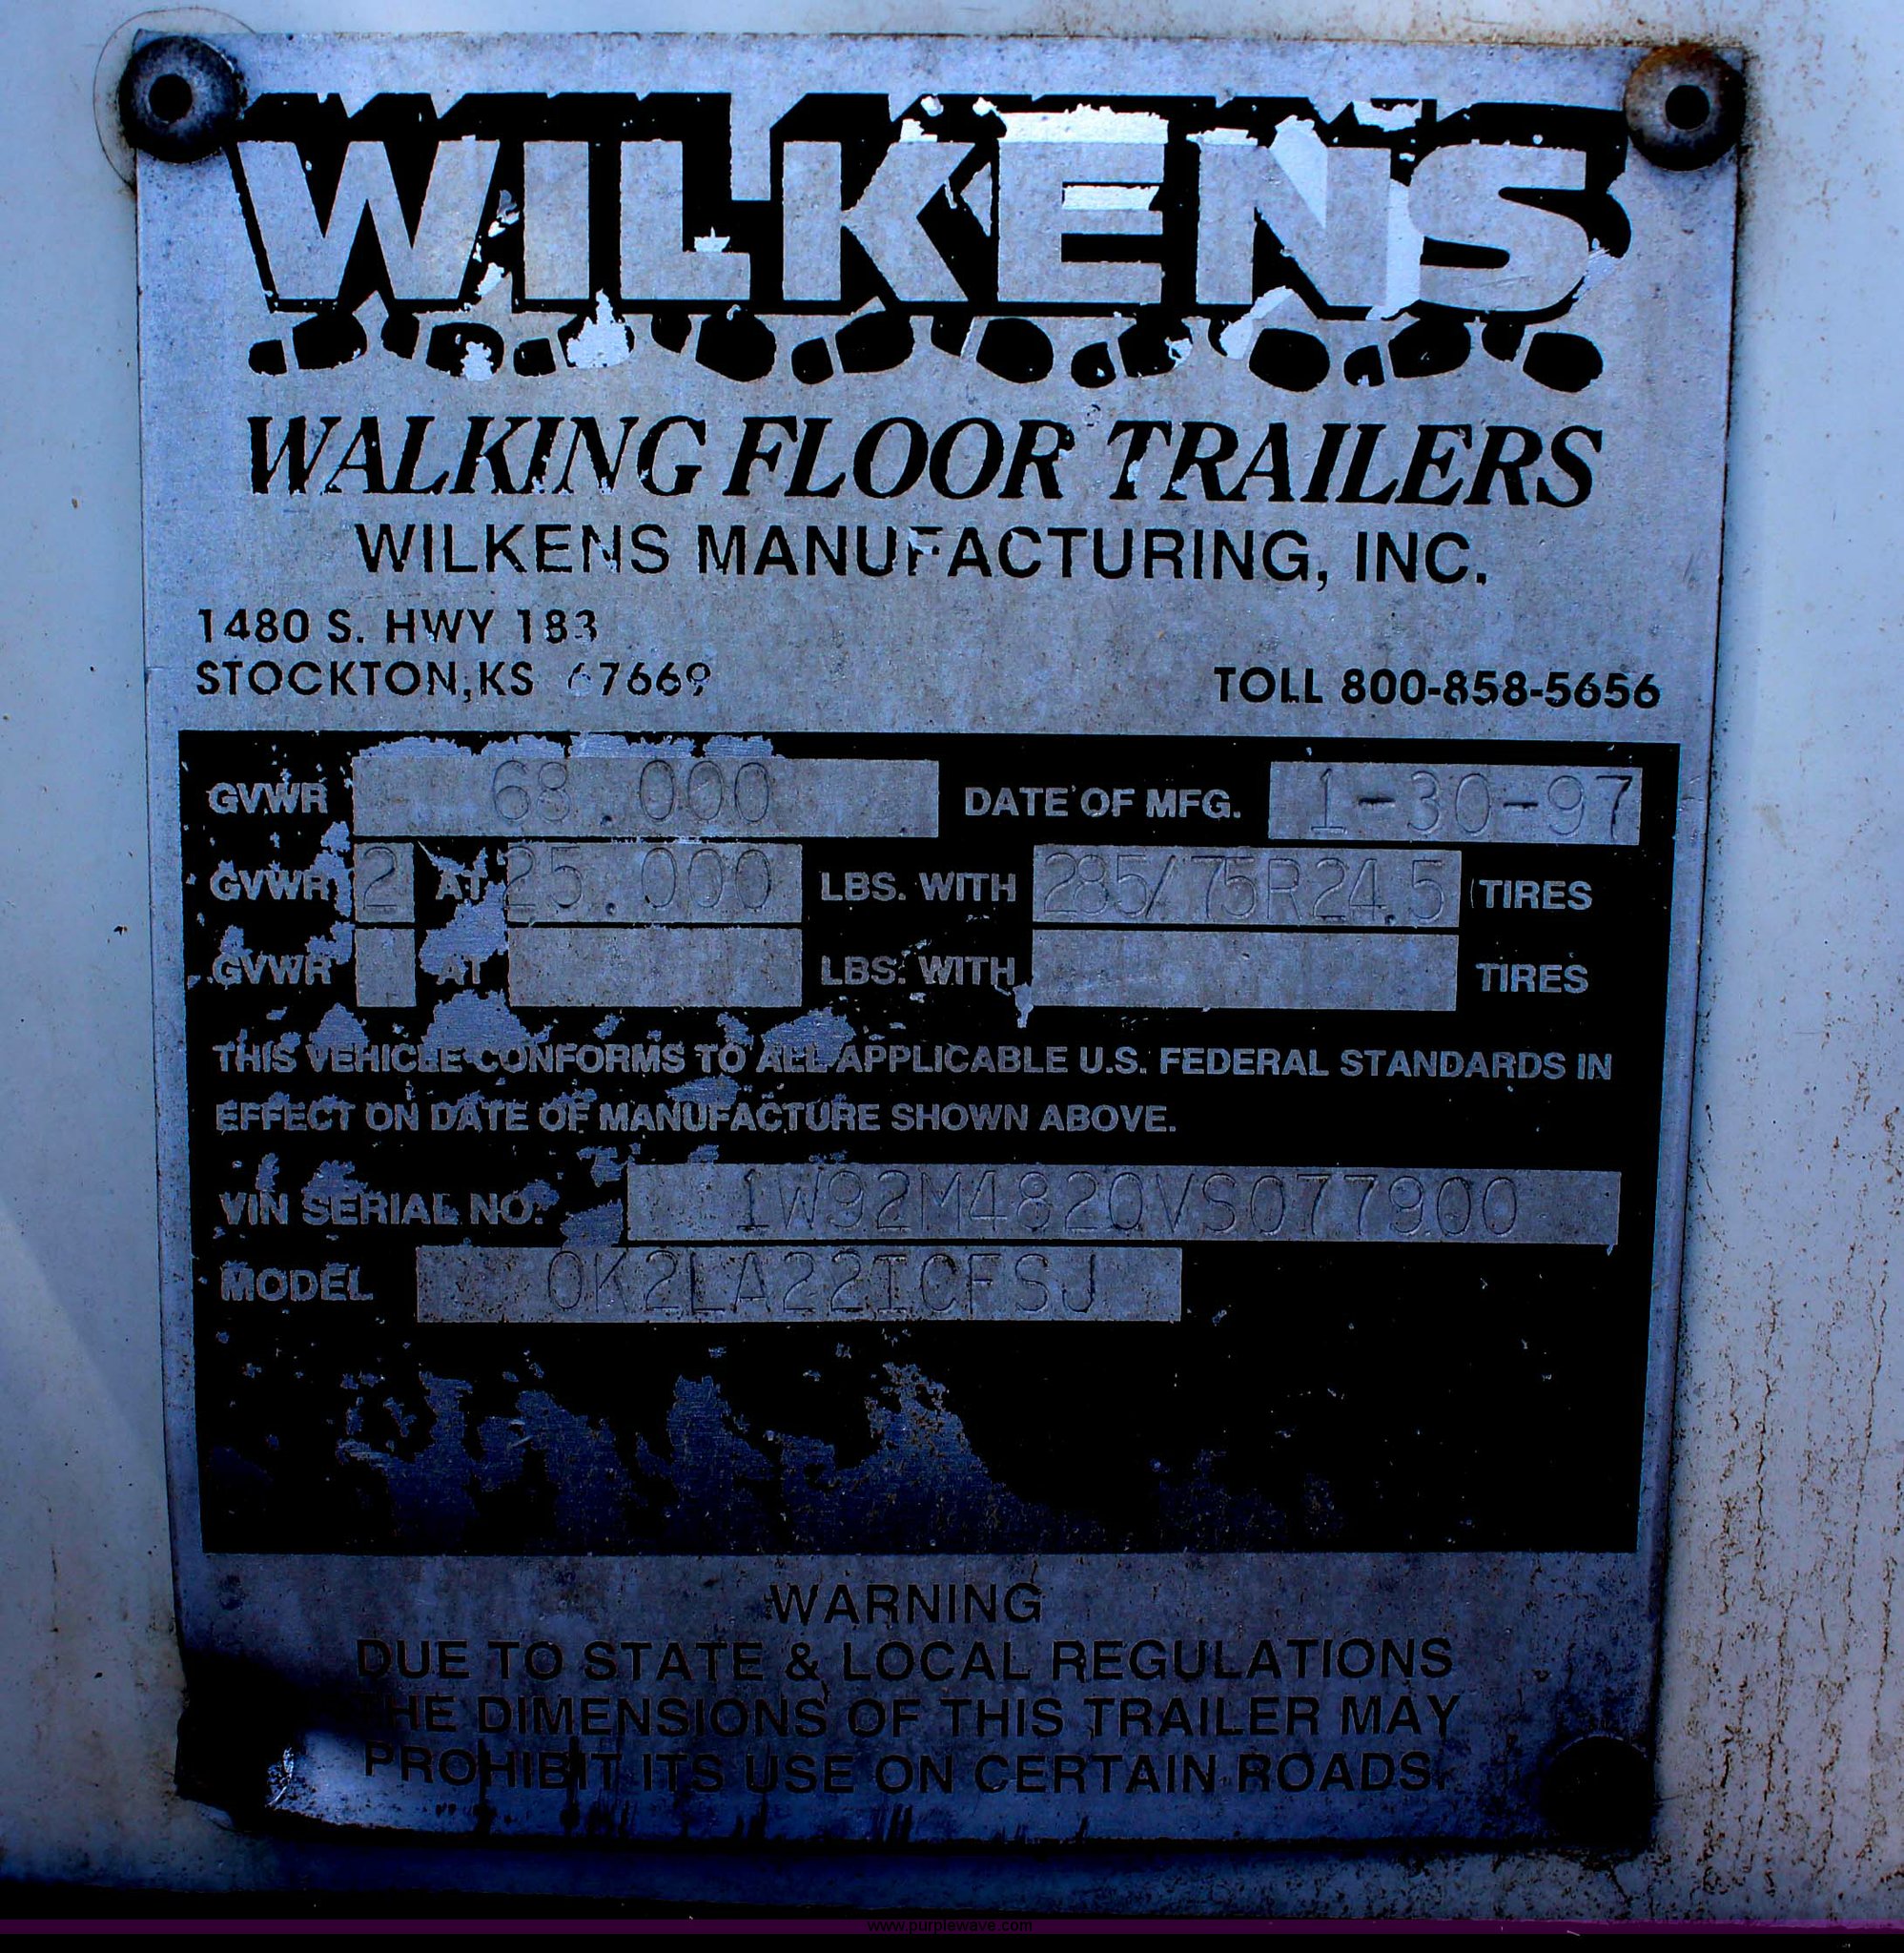 WILKENS
WALKING FLOOR TRAILERS
WILKENS MANUFACTURING, INC.
1480 S. HWY 183
STOCKTON, KS 67669 TOLL 800-858-5656
GVWR 68.000 DATE OF MFG. 1-30-97
GVWR 2 AT 25.000 LBS. WITH 285/75R24.5 TIRES
GVWR AT LBS. WITH TIRES
THIS VEHICLE CONFORMS TO ALL APPLICABLE U.S. FEDERAL STANDARDS IN
EFFECT ON DATE OF MANUFACTURE SHOWN ABOVE.
VIN SERIAL NO. 1W92M4820VS077900
MODEL 0K2LA22ICFSJ
WARNING
DUE TO STATE & LOCAL REGULATIONS
THE DIMENSIONS OF THIS TRAILER MAY
PROHIBIT ITS USE ON CERTAIN ROADS.
www.purplewave.com